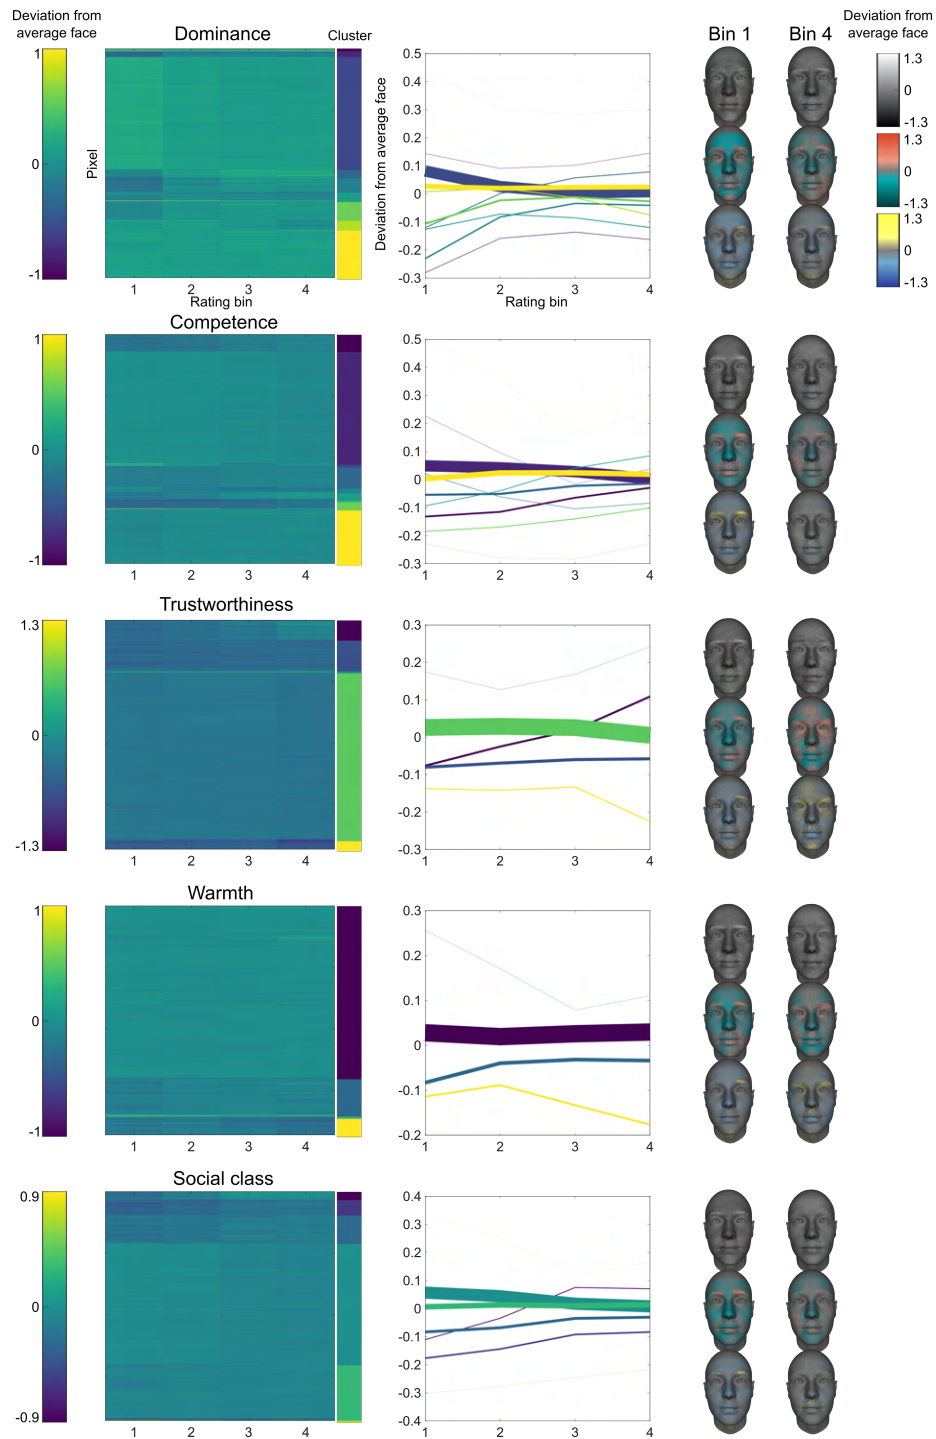 Deviation from
average face
Dominance
Cluster
Bin 1
Bin 4
Deviation from
average face
1
0
-1
Pixel
1 2 3 4
Rating bin
Deviation from average face
0.5
0.4
0.3
0.2
0.1
0
-0.1
-0.2
-0.3
1 2 3 4
Rating bin
1.3
0
-1.3
1.3
0
-1.3
1.3
0
-1.3
Competence
1
0
-1
1 2 3 4
0.5
0.4
0.3
0.2
0.1
0
-0.1
-0.2
-0.3
1 2 3 4
Trustworthiness
1.3
0
-1.3
1 2 3 4
0.3
0.2
0.1
0
-0.1
-0.2
-0.3
1 2 3 4
Warmth
1
0
-1
1 2 3 4
0.3
0.2
0.1
0
-0.1
-0.2
1 2 3 4
Social class
0.9
0
-0.9
1 2 3 4
0.4
0.3
0.2
0.1
0
-0.1
-0.2
-0.3
-0.4
1 2 3 4